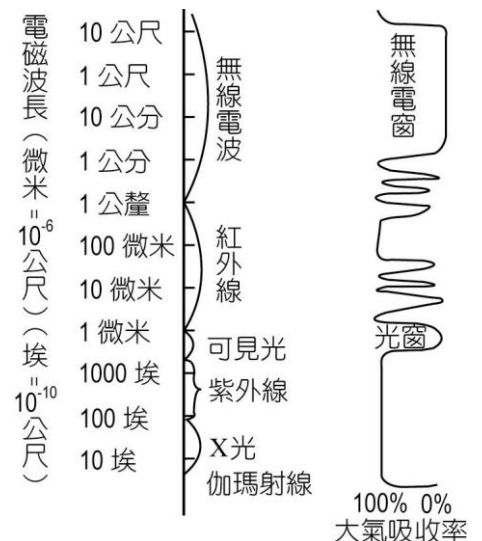 電磁波長（微米=10-6公尺）（埃=10-10公尺）
10 公尺
1 公尺
10 公分
1 公分
1 公釐
100 微米
10 微米
1 微米
1000 埃
100 埃
10 埃
無線電波
紅外線
可見光
紫外線
X光
伽瑪射線
無線電窗
光窗
100% 0%
大氣吸收率